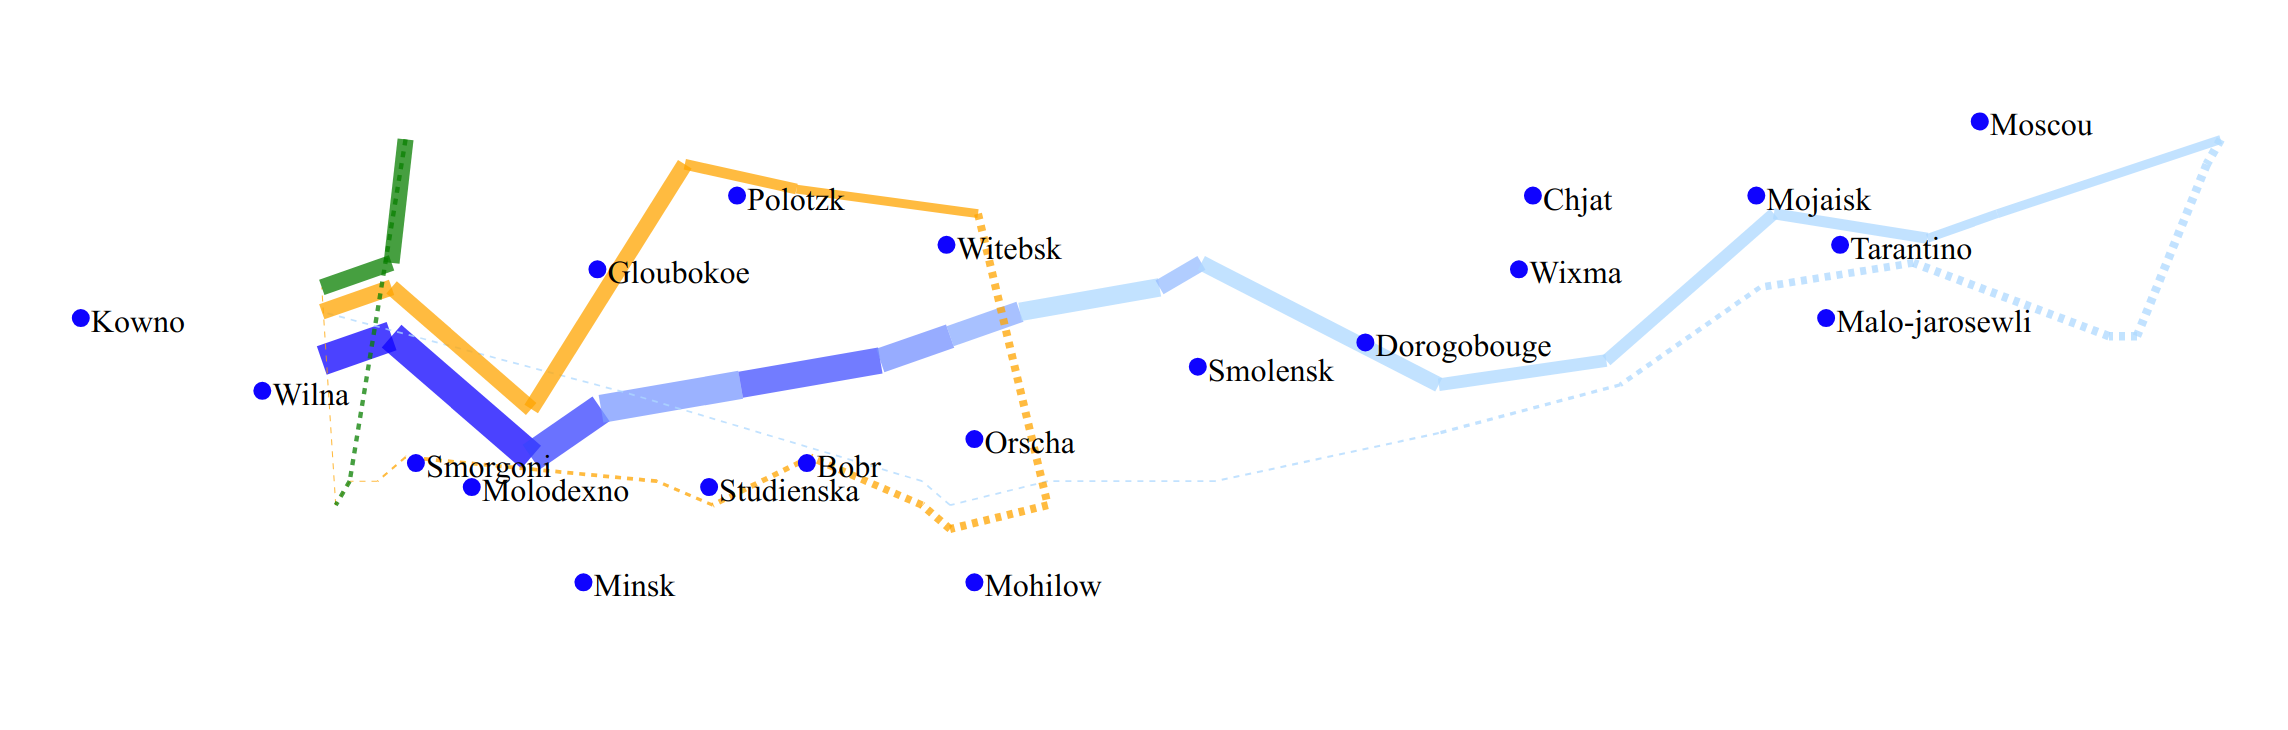 Moscou
Polotzk
Chjat
Mojaisk
Witebsk
Tarantino
Gloubokoe
Wixma
Kowno
Malo-jarosewli
Dorogobouge
Smolensk
Wilna
Orscha
Smorgoni
Bobr
Molodexno
Studienska
Minsk
Mohilow